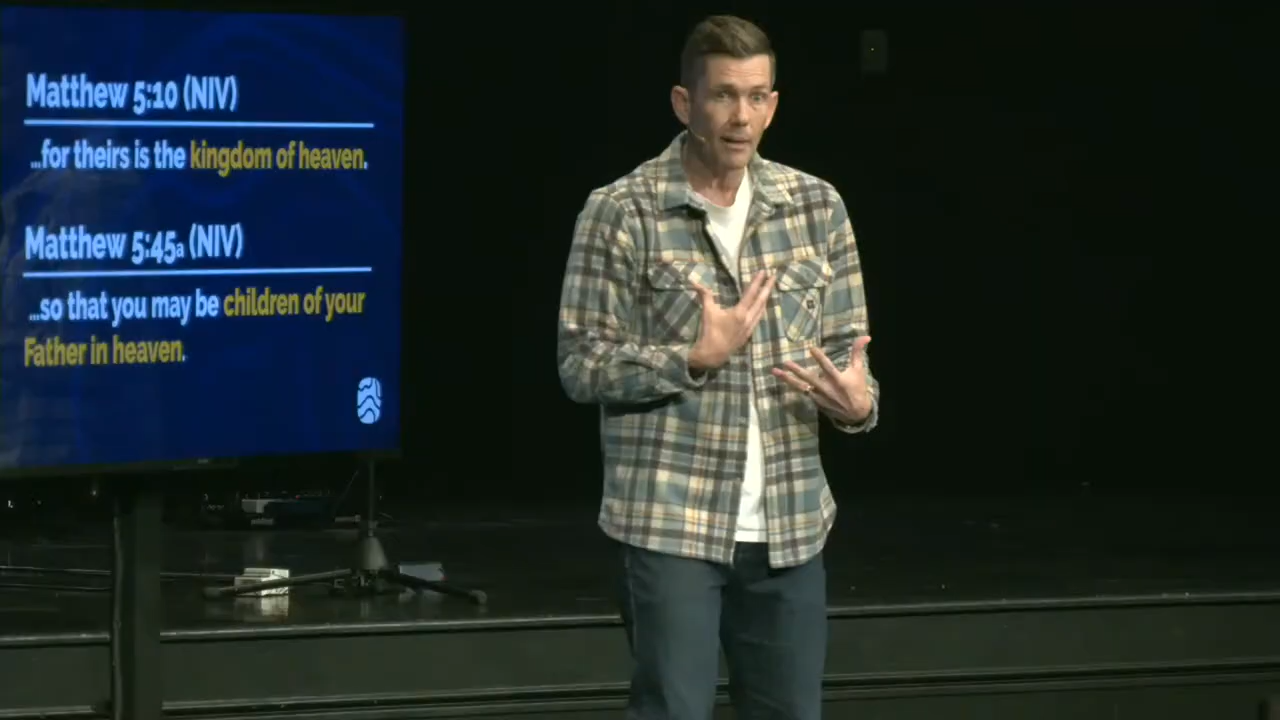 Matthew 5:10 (NIV)
...for theirs is the kingdom of heaven.
Matthew 5:45a (NIV)
...so that you may be children of your
Father in heaven.